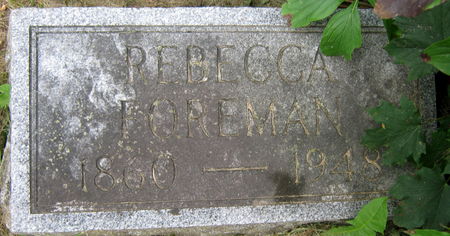 REBECCA
FOREMAN
1860 — 1948